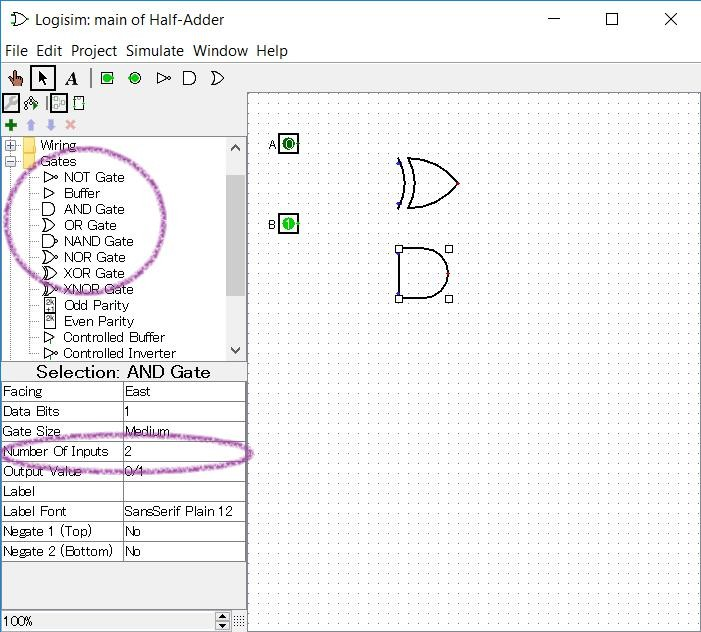 Logisim: main of Half-Adder
File Edit Project Simulate Window Help
A
Wiring
Gates
NOT Gate
Buffer
AND Gate
OR Gate
NAND Gate
NOR Gate
XOR Gate
XNOR Gate
Odd Parity
Even Parity
Controlled Buffer
Controlled Inverter
Selection: AND Gate
Facing East
Data Bits 1
Gate Size Medium
Number Of Inputs 2
Output Value 0/1
Label
Label Font SansSerif Plain 12
Negate 1 (Top) No
Negate 2 (Bottom) No
100%
A 0
B 1